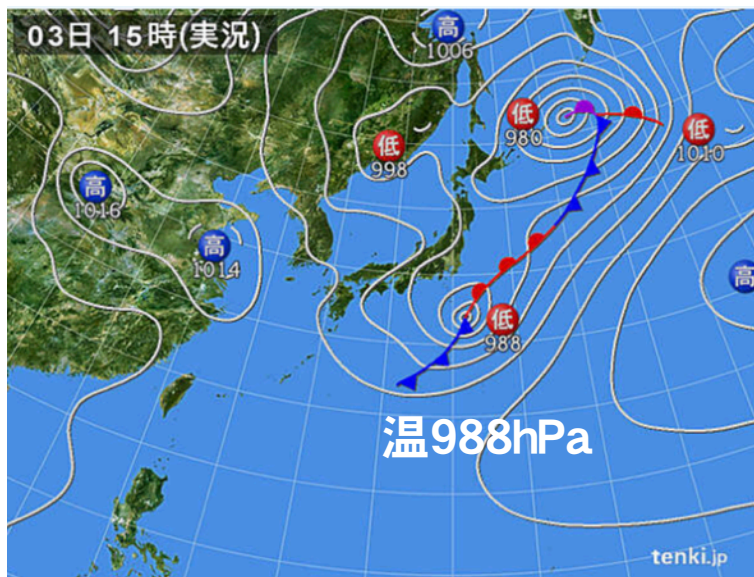 03日 15時(実況)
高
1006
低
980
低
1010
低
998
高
1016
高
1014
高
低
988
温988hPa
tenki.jp